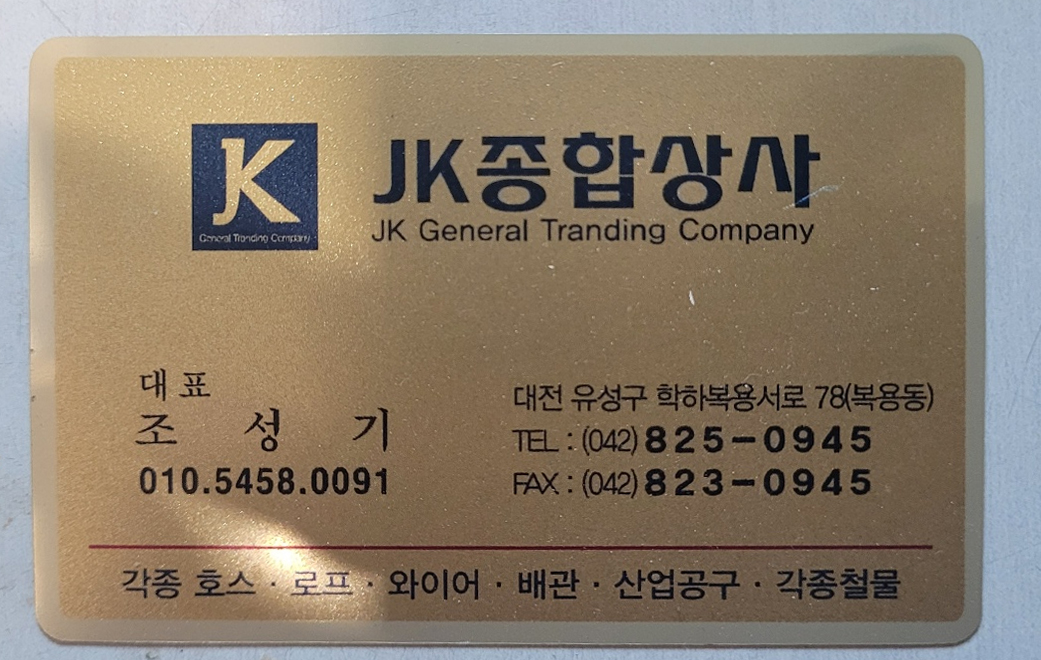 JK
General Tranding Company
JK종합상사
JK General Tranding Company
대표
조 성 기
010.5458.0091
대전 유성구 학하복용서로 78(복용동)
TEL : (042) 825-0945
FAX : (042) 823-0945
각종 호스 · 로프 · 와이어 · 배관 · 산업공구 · 각종철물